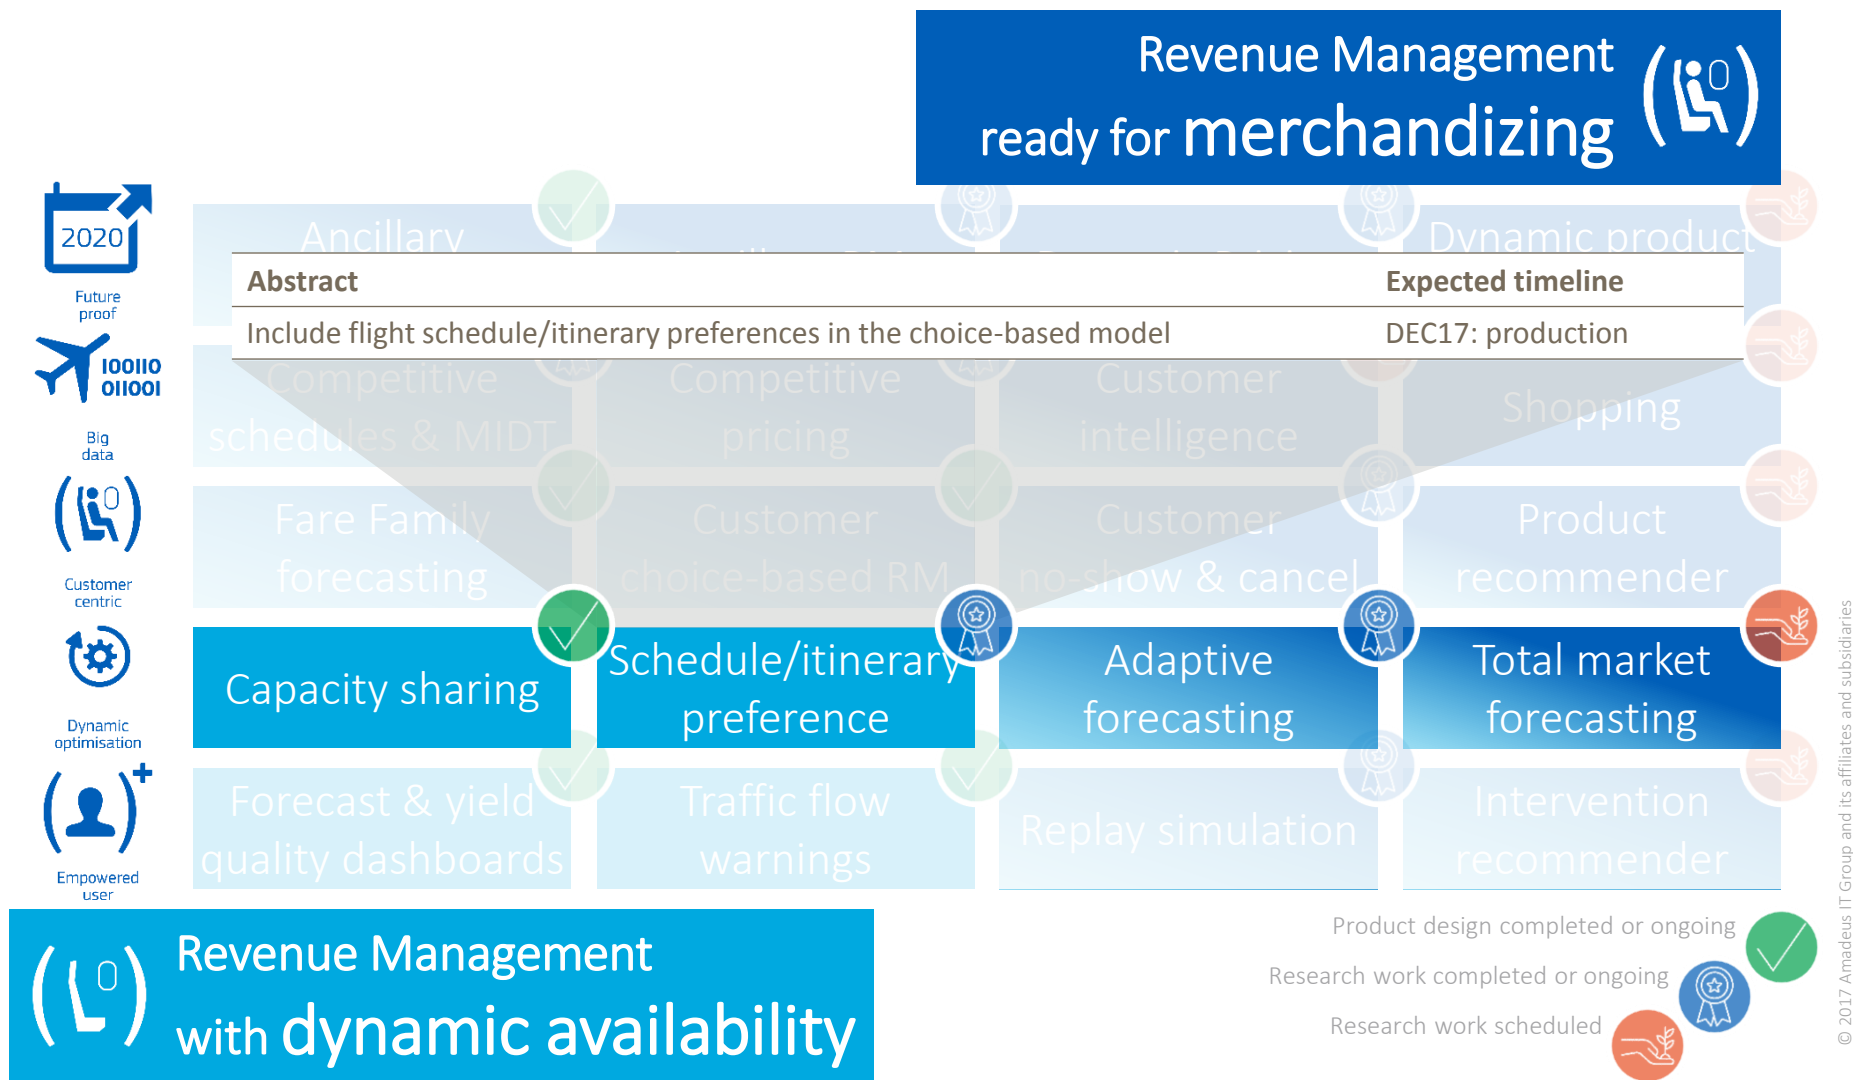 Revenue Management
ready for merchandizing
2020
Future
proof
Ancillary
Dynamic product
Abstract
Expected timeline
Include flight schedule/itinerary preferences in the choice-based model
DEC17: production
100110
011001
Big
data
Competitive
schedules & MIDT
Competitive
pricing
Customer
intelligence
Shopping
Customer
centric
Fare Family
forecasting
Customer
choice-based RM
Customer
no-show & cancel
Product
recommender
Dynamic
optimisation
Capacity sharing
Schedule/itinerary
preference
Adaptive
forecasting
Total market
forecasting
Empowered
user
Forecast & yield
quality dashboards
Traffic flow
warnings
Replay simulation
Intervention
recommender
Revenue Management
with dynamic availability
Product design completed or ongoing
Research work completed or ongoing
Research work scheduled
© 2017 Amadeus IT Group and its affiliates and subsidiaries